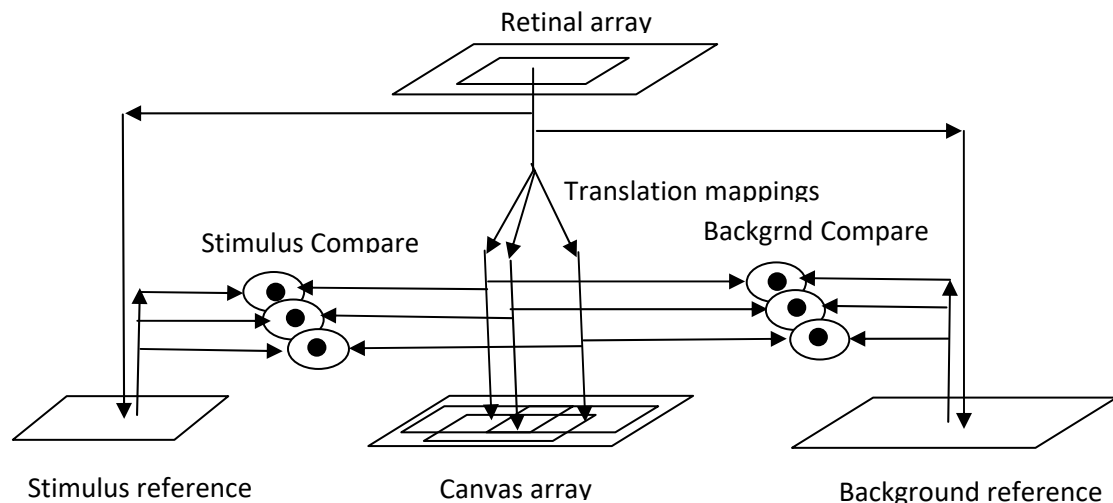 Retinal array
Translation mappings
Stimulus Compare
Backgrnd Compare
Stimulus reference
Canvas array
Background reference